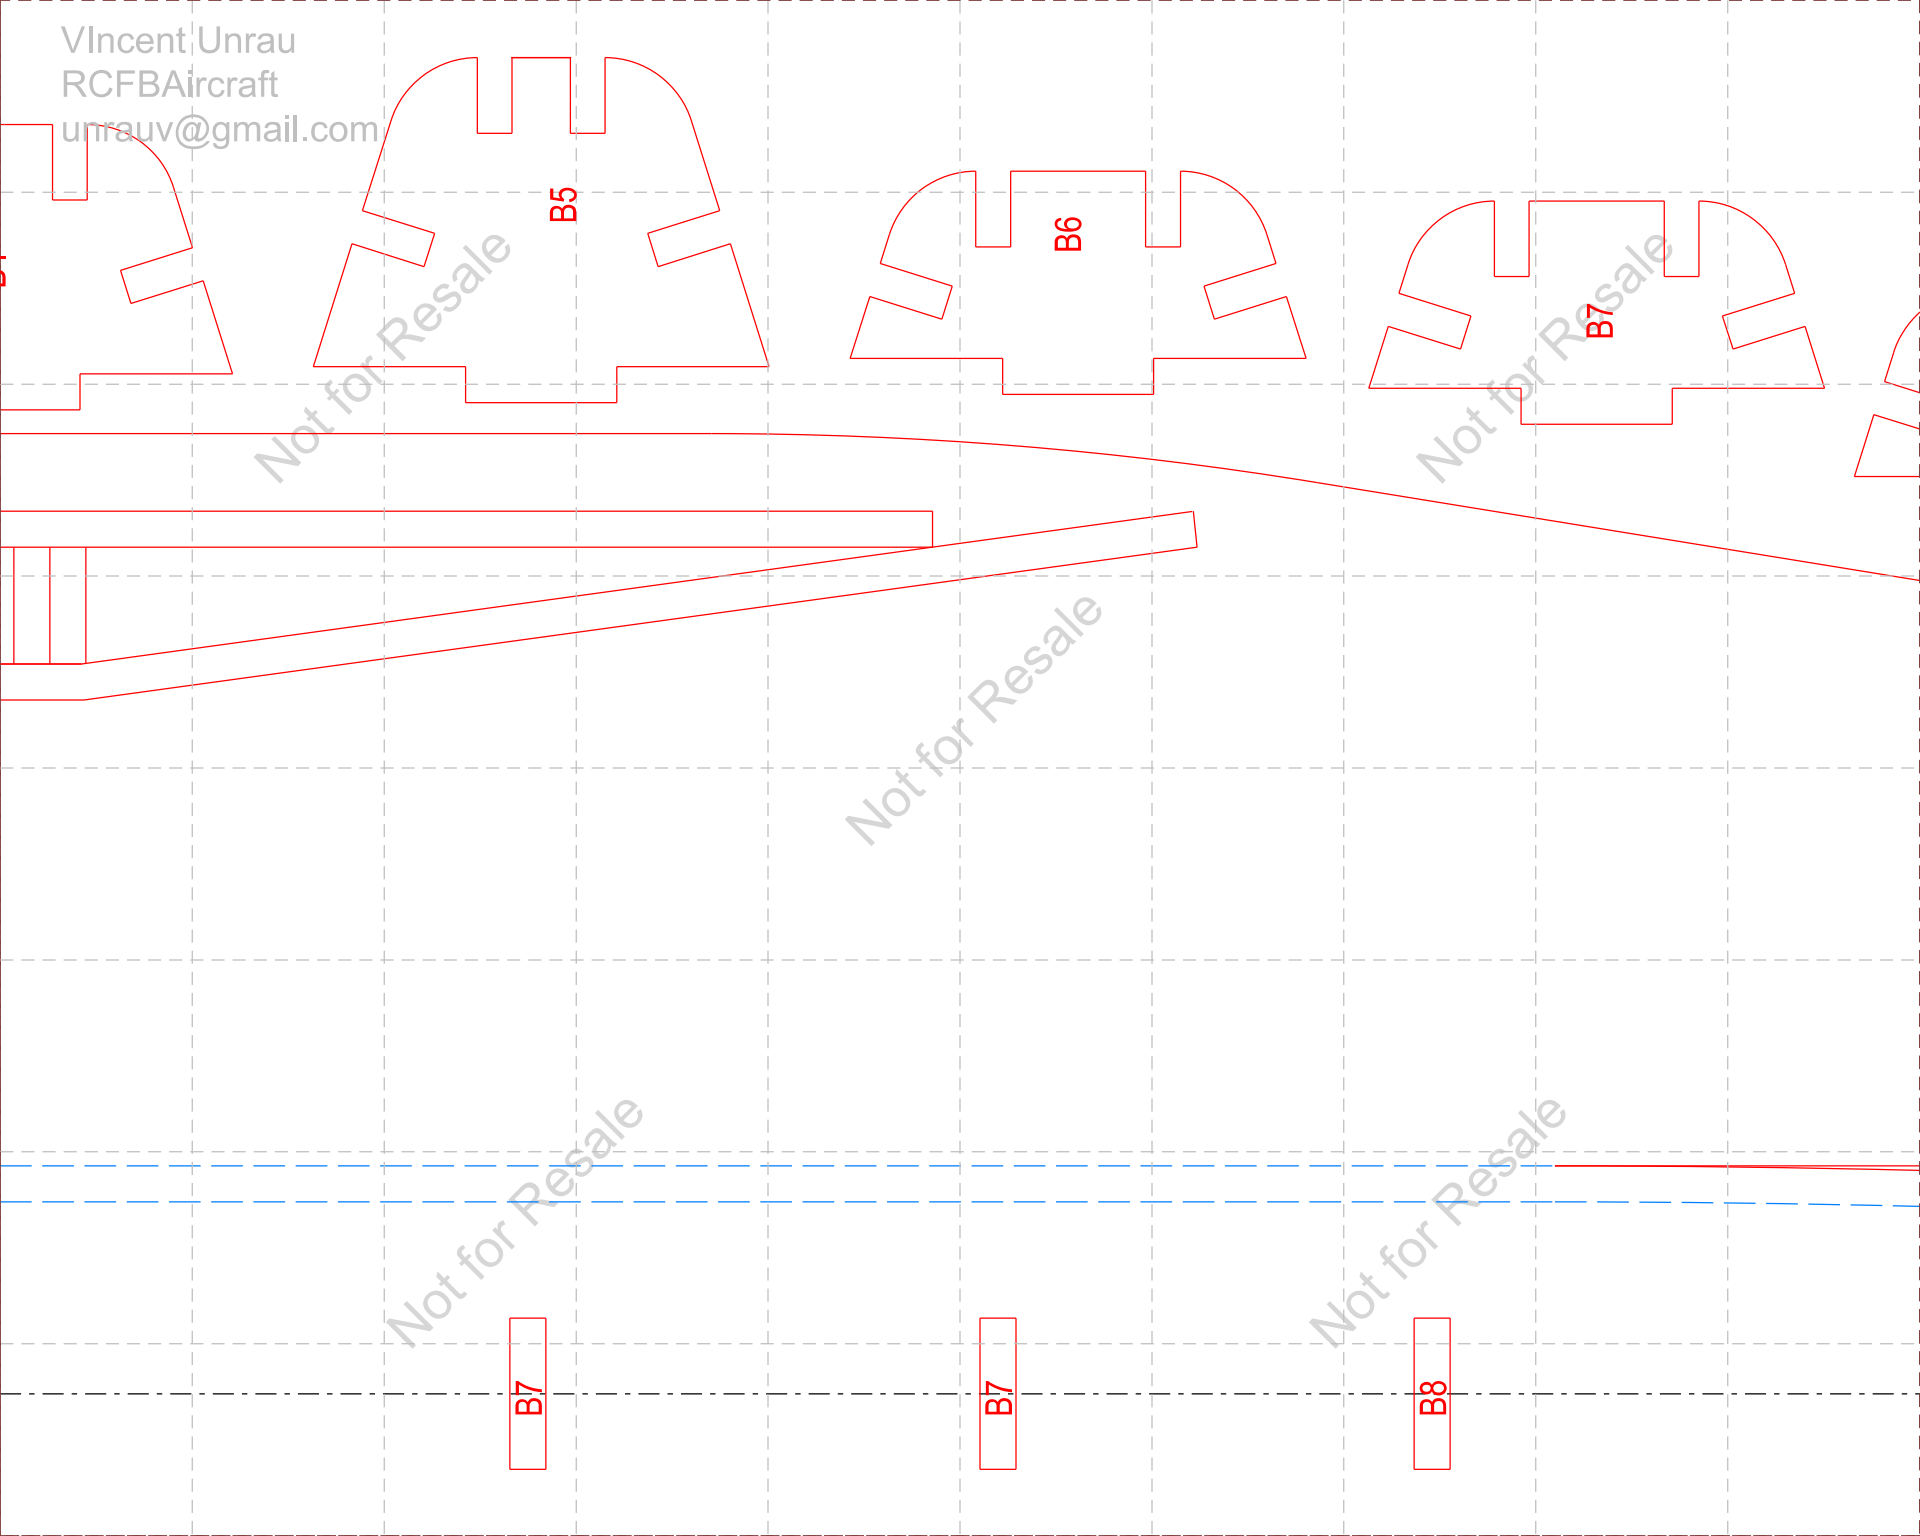 VIncent Unrau
RCFBAircraft
unrauv@gmail.com
B5
B6
B7
Not for Resale
Not for Resale
Not for Resale
Not for Resale
Not for Resale
B7
B7
B8